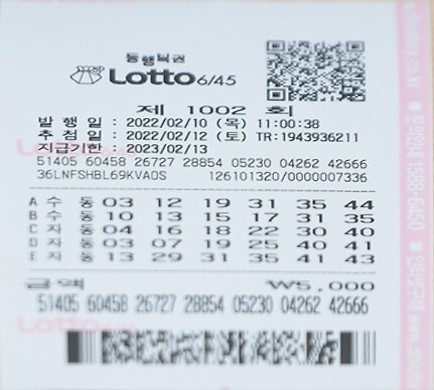 동행복권
Lotto 6/45
제 1002 회
발 행 일 : 2022/02/10 (목) 11:00:38
추 첨 일 : 2022/02/12 (토) TR:1943936211
지급기한 : 2023/02/13
51405 60458 26727 28854 05230 04262 42666
36LNFSHBL69KVAOS 126101320/0000007336
A 수 동 03 12 19 31 35 44
B 수 동 10 13 15 17 31 35
C 자 동 04 16 18 22 30 40
D 자 동 03 07 19 25 40 41
E 자 동 13 29 31 35 41 43
금 액 ₩5,000
51405 60458 26727 28854 05230 04262 42666